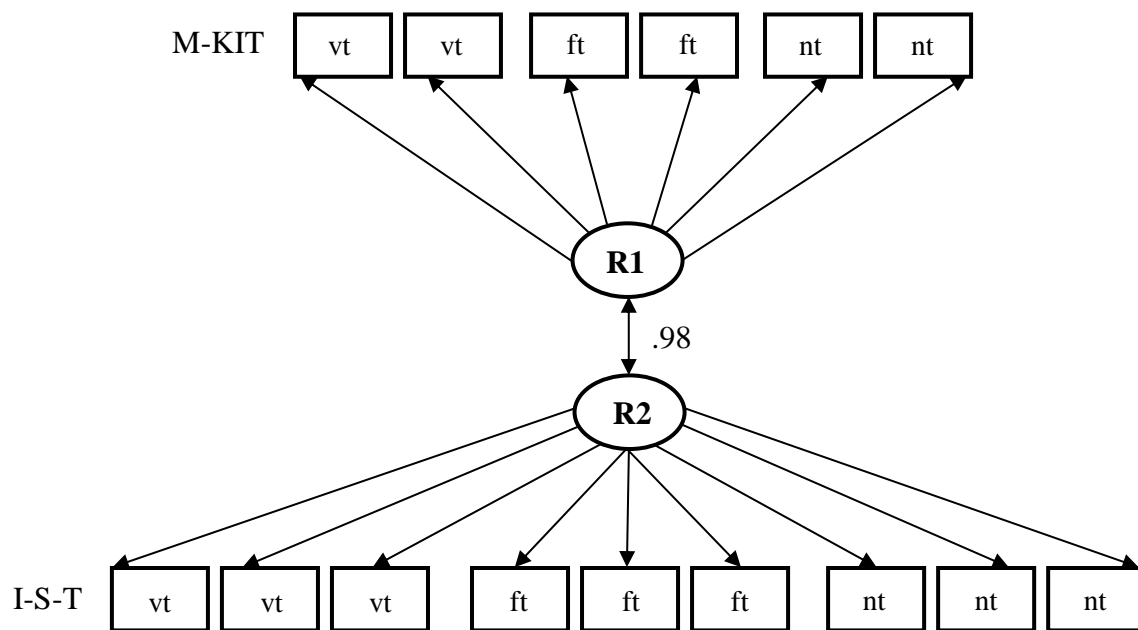 M-KIT vt vt ft ft nt nt
R1
.98
R2
I-S-T vt vt vt ft ft ft nt nt nt